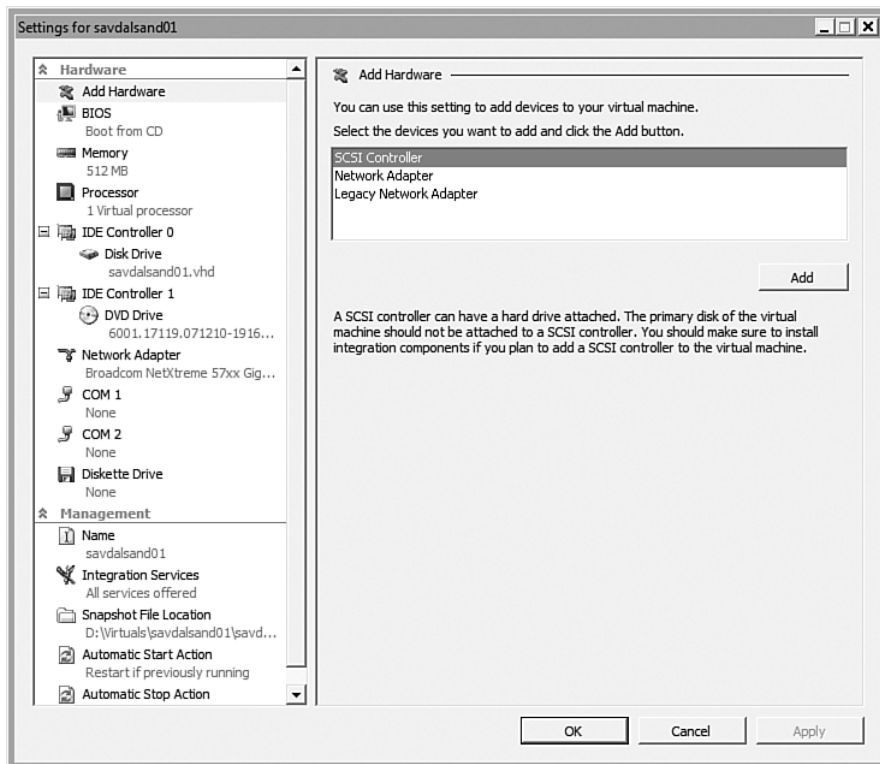 Settings for savdalsand01
Hardware
Add Hardware
BIOS
Boot from CD
Memory
512 MB
Processor
1 Virtual processor
IDE Controller 0
Disk Drive
savdalsand01.vhd
IDE Controller 1
DVD Drive
6001.17119.071210-1916...
Network Adapter
Broadcom NetXtreme 57xx Gig...
COM 1
None
COM 2
None
Diskette Drive
None
Management
Name
savdalsand01
Integration Services
All services offered
Snapshot File Location
D:\Virtuals\savdalsand01\savd...
Automatic Start Action
Restart if previously running
Automatic Stop Action
Add Hardware
You can use this setting to add devices to your virtual machine.
Select the devices you want to add and click the Add button.
SCSI Controller
Network Adapter
Legacy Network Adapter
Add
A SCSI controller can have a hard drive attached. The primary disk of the virtual
machine should not be attached to a SCSI controller. You should make sure to install
integration components if you plan to add a SCSI controller to the virtual machine.
OK
Cancel
Apply